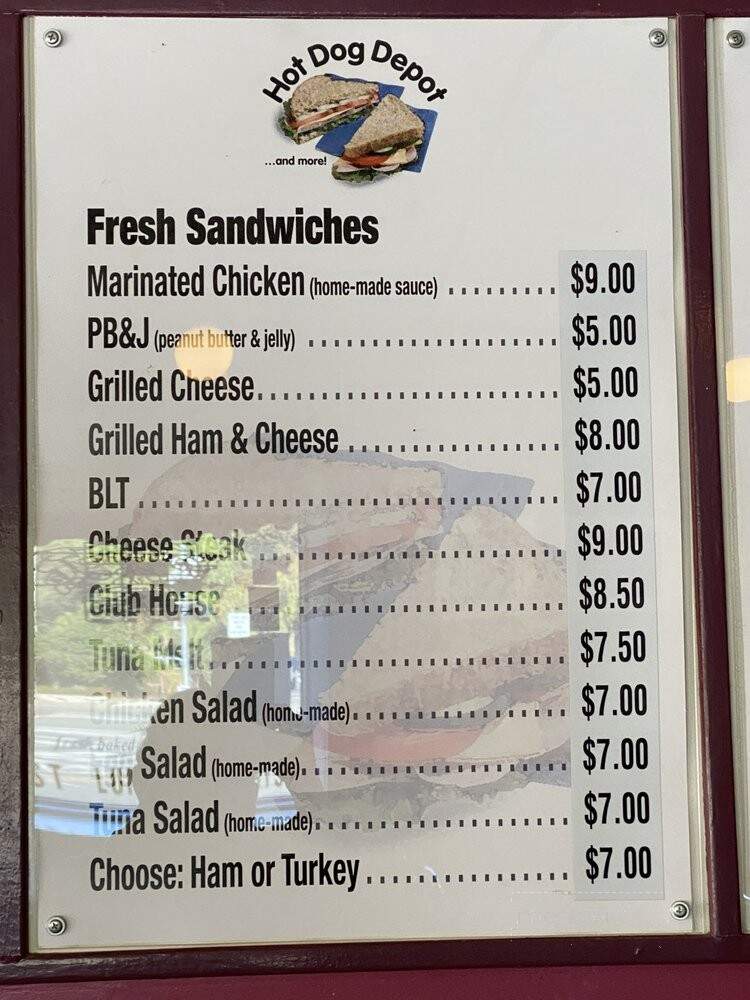 Hot Dog Depot
...and more!
Fresh Sandwiches
Marinated Chicken (home-made sauce) ......... $9.00
PB&J (peanut butter & jelly) ..................... $5.00
Grilled Cheese.......................... $5.00
Grilled Ham & Cheese .................. $8.00
BLT ................................... $7.00
Cheese Steak .......................... $9.00
Club House ........................... $8.50
Tuna Melt.............................. $7.50
Chicken Salad (home-made)................. $7.00
Salad (home-made)..................... $7.00
Tuna Salad (home-made).................... $7.00
Choose: Ham or Turkey ............... $7.00